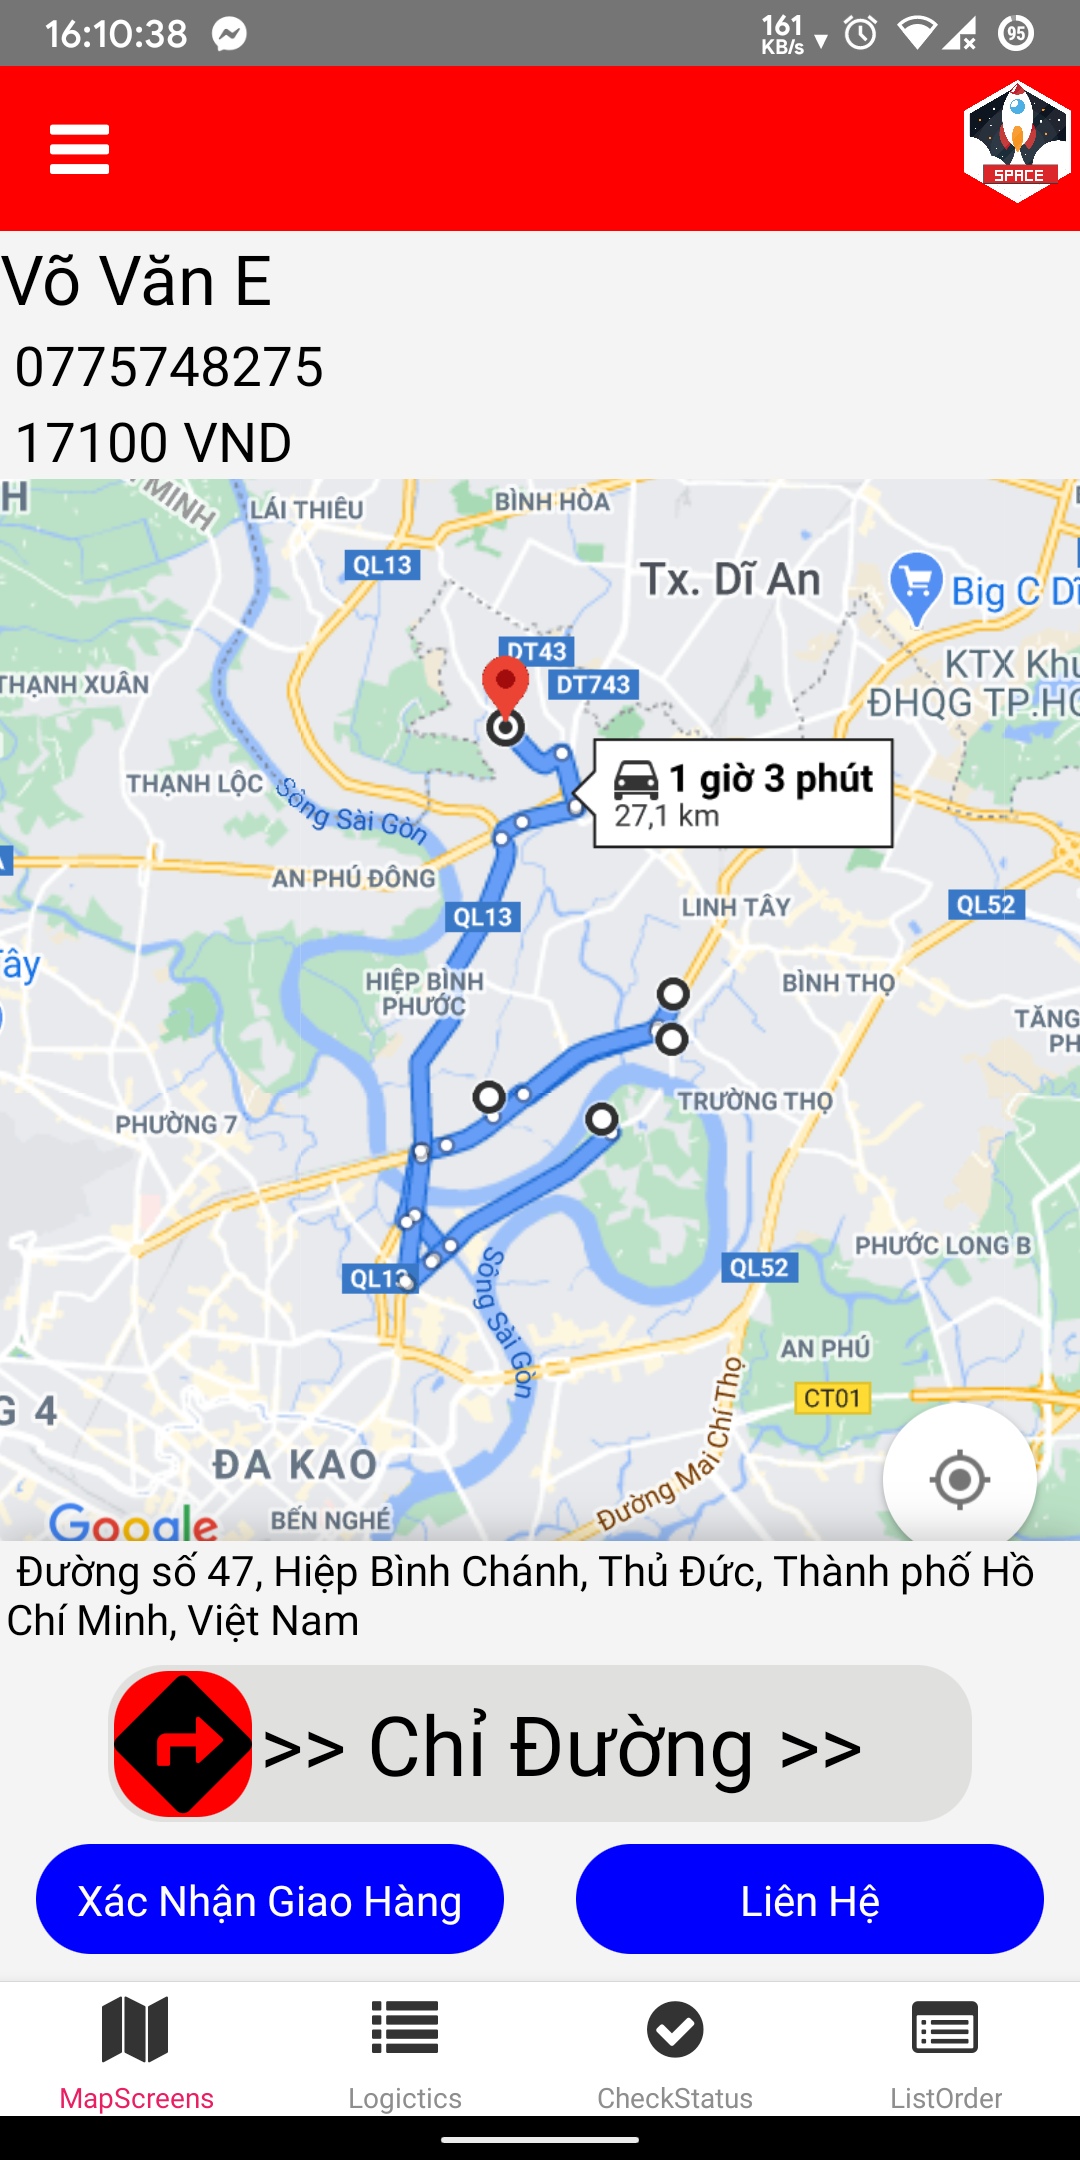 16:10:38
161
KB/s
95
SPACE
Võ Văn E
0775748275
17100 VND
H
MINH
LÁI THIÊU
BÌNH HÒA
QL13
Tx. Dĩ An
Big C Dĩ
DT43
DT743
KTX Khu
ĐHQG TP.HC
THẠNH XUÂN
THẠNH LỘC
Sông Sài Gòn
1 giờ 3 phút
27,1 km
AN PHÚ ĐÔNG
QL13
LINH TÂY
QL52
Tây
HIỆP BÌNH
PHƯỚC
BÌNH THỌ
TĂNG
PH
PHƯỜNG 7
TRƯỜNG THỌ
PHƯỚC LONG B
QL13
Sông Sài Gòn
QL52
AN PHÚ
CT01
G 4
ĐA KAO
Đường Mai Chí Thọ
Google
BẾN NGHÉ
Đường số 47, Hiệp Bình Chánh, Thủ Đức, Thành phố Hồ
Chí Minh, Việt Nam
>> Chỉ Đường >>
Xác Nhận Giao Hàng
Liên Hệ
MapScreens
Logictics
CheckStatus
ListOrder